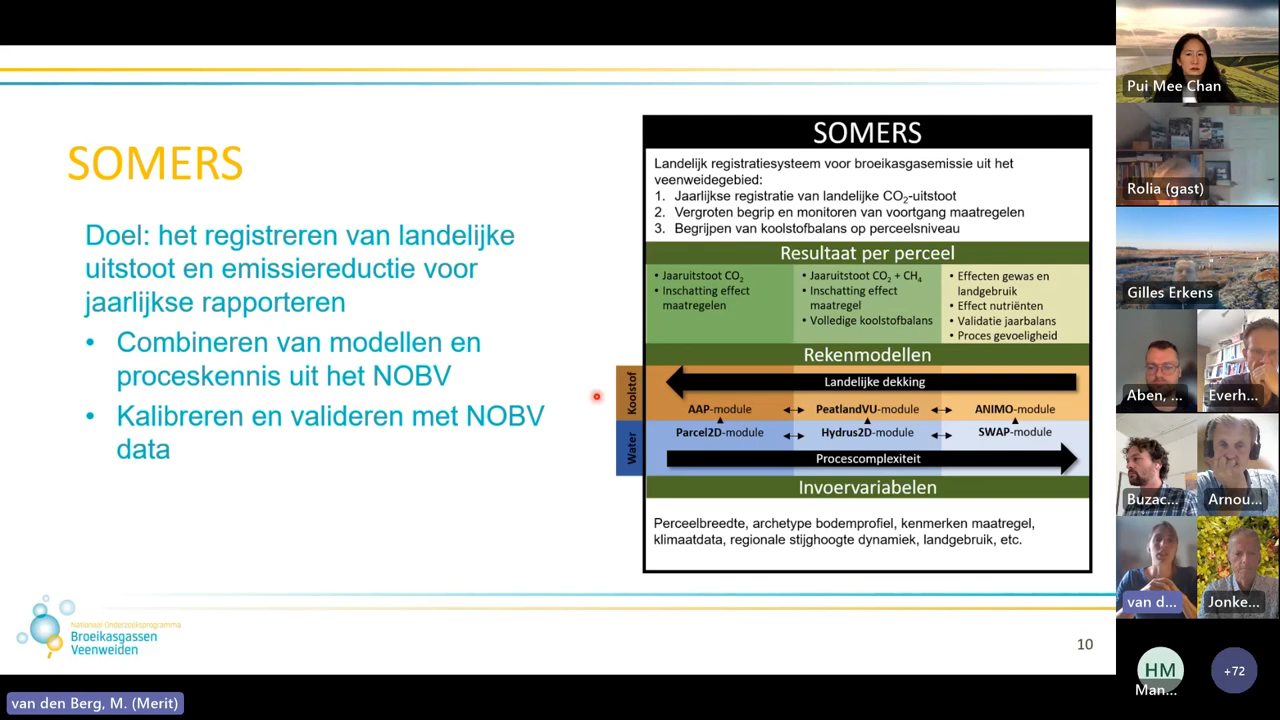 SOMERS
Doel: het registreren van landelijke
uitstoot en emissiereductie voor
jaarlijkse rapporteren
• Combineren van modellen en
proceskennis uit het NOBV
• Kalibreren en valideren met NOBV
data
SOMERS
Landelijk registratiesysteem voor broeikasgasemissie uit het
veenweidegebied:
1. Jaarlijkse registratie van landelijke CO₂-uitstoot
2. Vergroten begrip en monitoren van voortgang maatregelen
3. Begrijpen van koolstofbalans op perceelsniveau
Resultaat per perceel
• Jaaruitstoot CO₂
• Inschatting effect
maatregelen
• Jaaruitstoot CO₂ + CH₄
• Inschatting effect
maatregel
• Volledige koolstofbalans
• Effecten gewas en
landgebruik
• Effect nutriënten
• Validatie jaarbalans
• Proces gevoeligheid
Rekenmodellen
Koolstof
Landelijke dekking
AAP-module PeatlandVU-module ANIMO-module
Water
Parcel2D-module Hydrus2D-module SWAP-module
Procescomplexiteit
Invoervariabelen
Perceelbreedte, archetype bodemprofiel, kenmerken maatregel,
klimaatdata, regionale stijghoogte dynamiek, landgebruik, etc.
Nationaal Onderzoeksprogramma
Broeikasgassen
Veenweiden
10
van den Berg, M. (Merit)
Pui Mee Chan
Rolia (gast)
Gilles Erkens
Aben, ... Everh...
Buzac... Arnou...
van d... Jonke...
HM +72
Man...